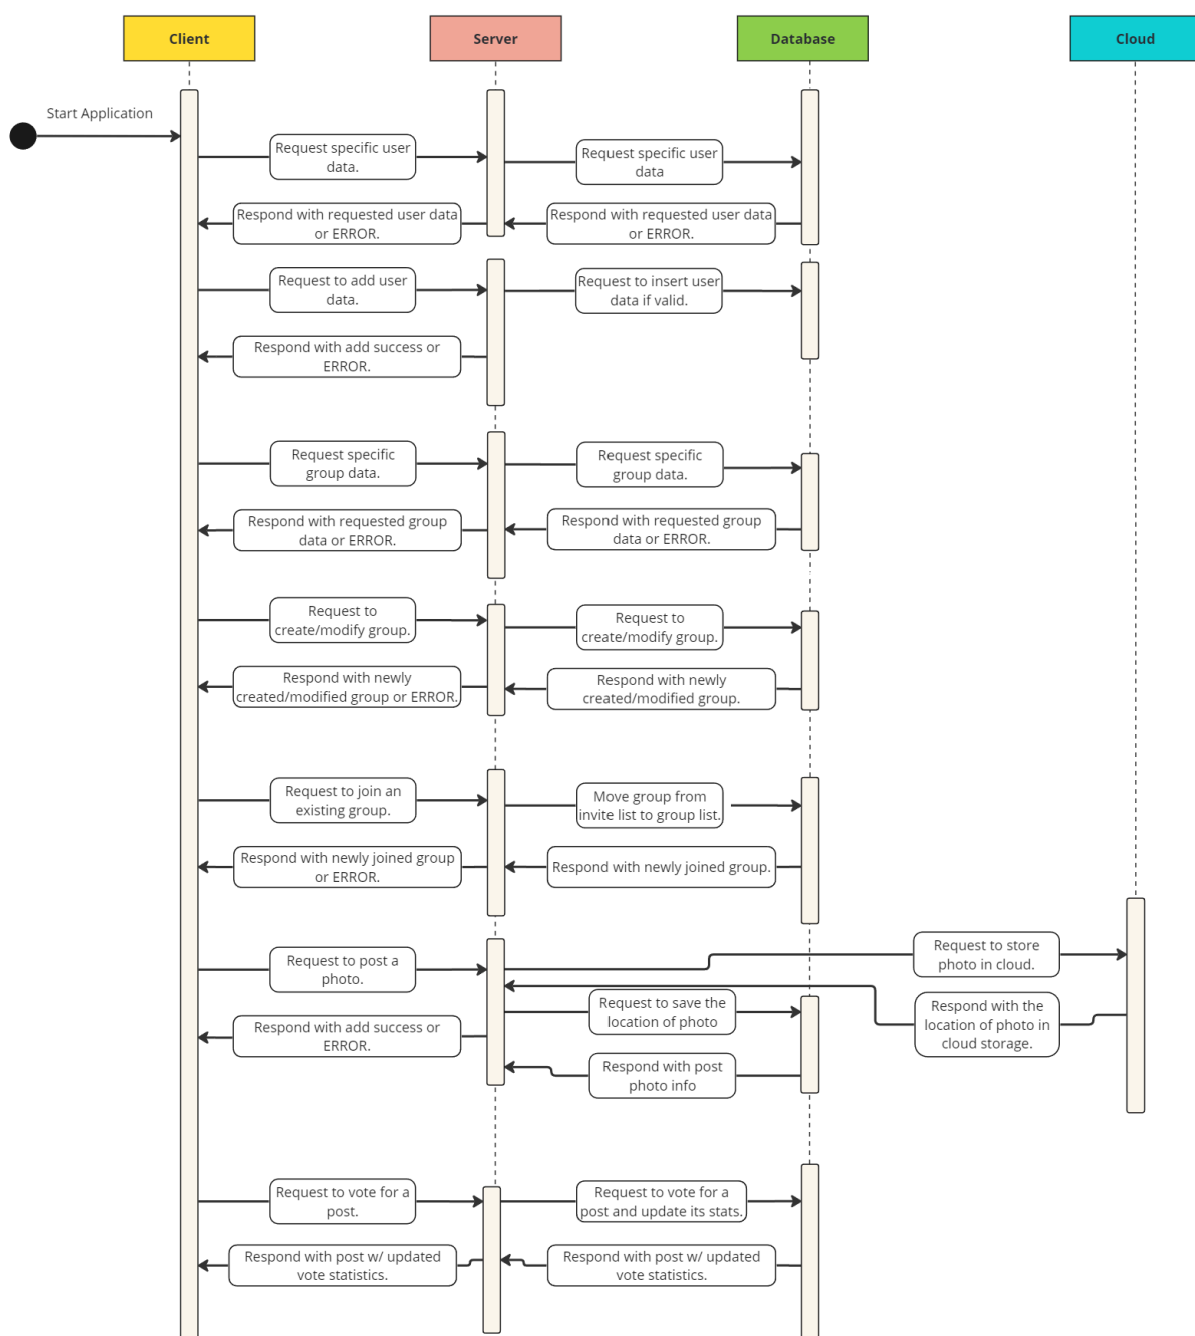 Client
Server
Database
Cloud
Start Application
Request specific user
data.
Request specific user
data
Respond with requested user data
or ERROR.
Respond with requested user data
or ERROR.
Request to add user
data.
Request to insert user
data if valid.
Respond with add success or
ERROR.
Request specific
group data.
Request specific
group data.
Respond with requested group
data or ERROR.
Respond with requested group
data or ERROR.
Request to
create/modify group.
Request to
create/modify group.
Respond with newly
created/modified group or ERROR.
Respond with newly
created/modified group.
Request to join an
existing group.
Move group from
invite list to group list.
Respond with newly joined group
or ERROR.
Respond with newly joined group.
Request to post a
photo.
Request to store
photo in cloud.
Respond with the
location of photo in
cloud storage.
Request to save the
location of photo
Respond with add success or
ERROR.
Respond with post
photo info
Request to vote for a
post.
Request to vote for a
post and update its stats.
Respond with post w/ updated
vote statistics.
Respond with post w/ updated
vote statistics.